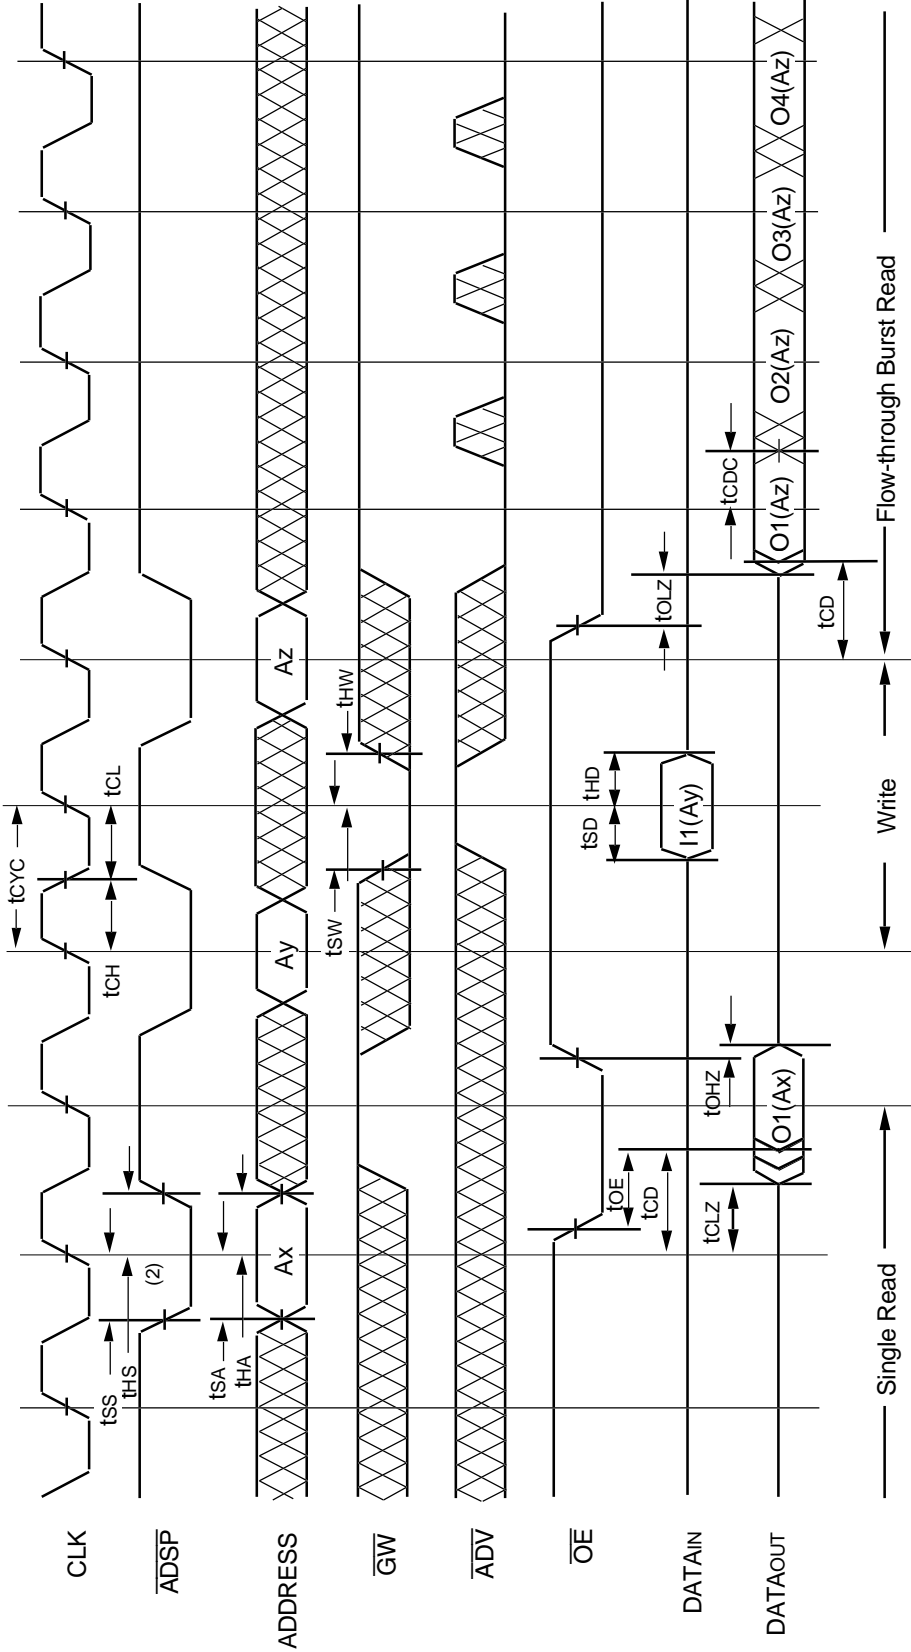 CLK
tCYC
tCH
tCL
ADSP
tSS
tHS
(2)
ADDRESS
tSA
tHA
Ax
Ay
Az
GW
tSW
tHW
ADV
OE
tOE
tCD
tOHZ
tOLZ
DATAIN
tSD
tHD
I1(Ay)
DATAOUT
tCLZ
O1(Ax)
tCD
tCDC
O1(Az)
O2(Az)
O3(Az)
O4(Az)
Single Read
Write
Flow-through Burst Read